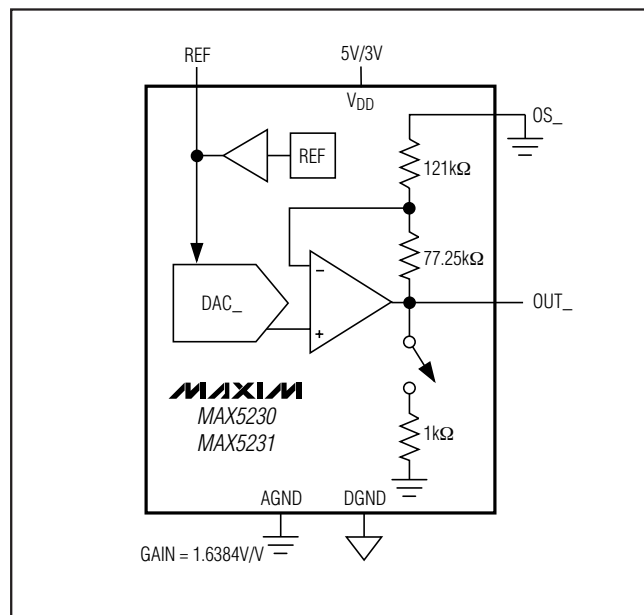 REF
5V/3V
VDD
OS_
REF
121kΩ
77.25kΩ
−
DAC_
OUT_
+
MAXIM
MAX5230
MAX5231
1kΩ
AGND
DGND
GAIN = 1.6384V/V